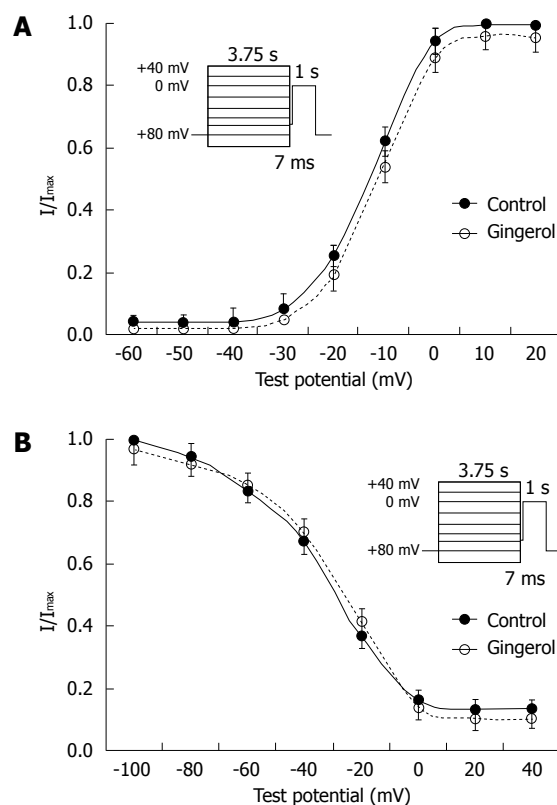 A
1.0
0.8
0.6
0.4
0.2
0.0
I/Imax
3.75 s
+40 mV
1 s
0 mV
+80 mV
7 ms
Control
Gingerol
-60 -50 -40 -30 -20 -10 0 10 20
Test potential (mV)
B
1.0
0.8
0.6
0.4
0.2
0.0
I/Imax
3.75 s
+40 mV
1 s
0 mV
+80 mV
7 ms
Control
Gingerol
-100 -80 -60 -40 -20 0 20 40
Test potential (mV)